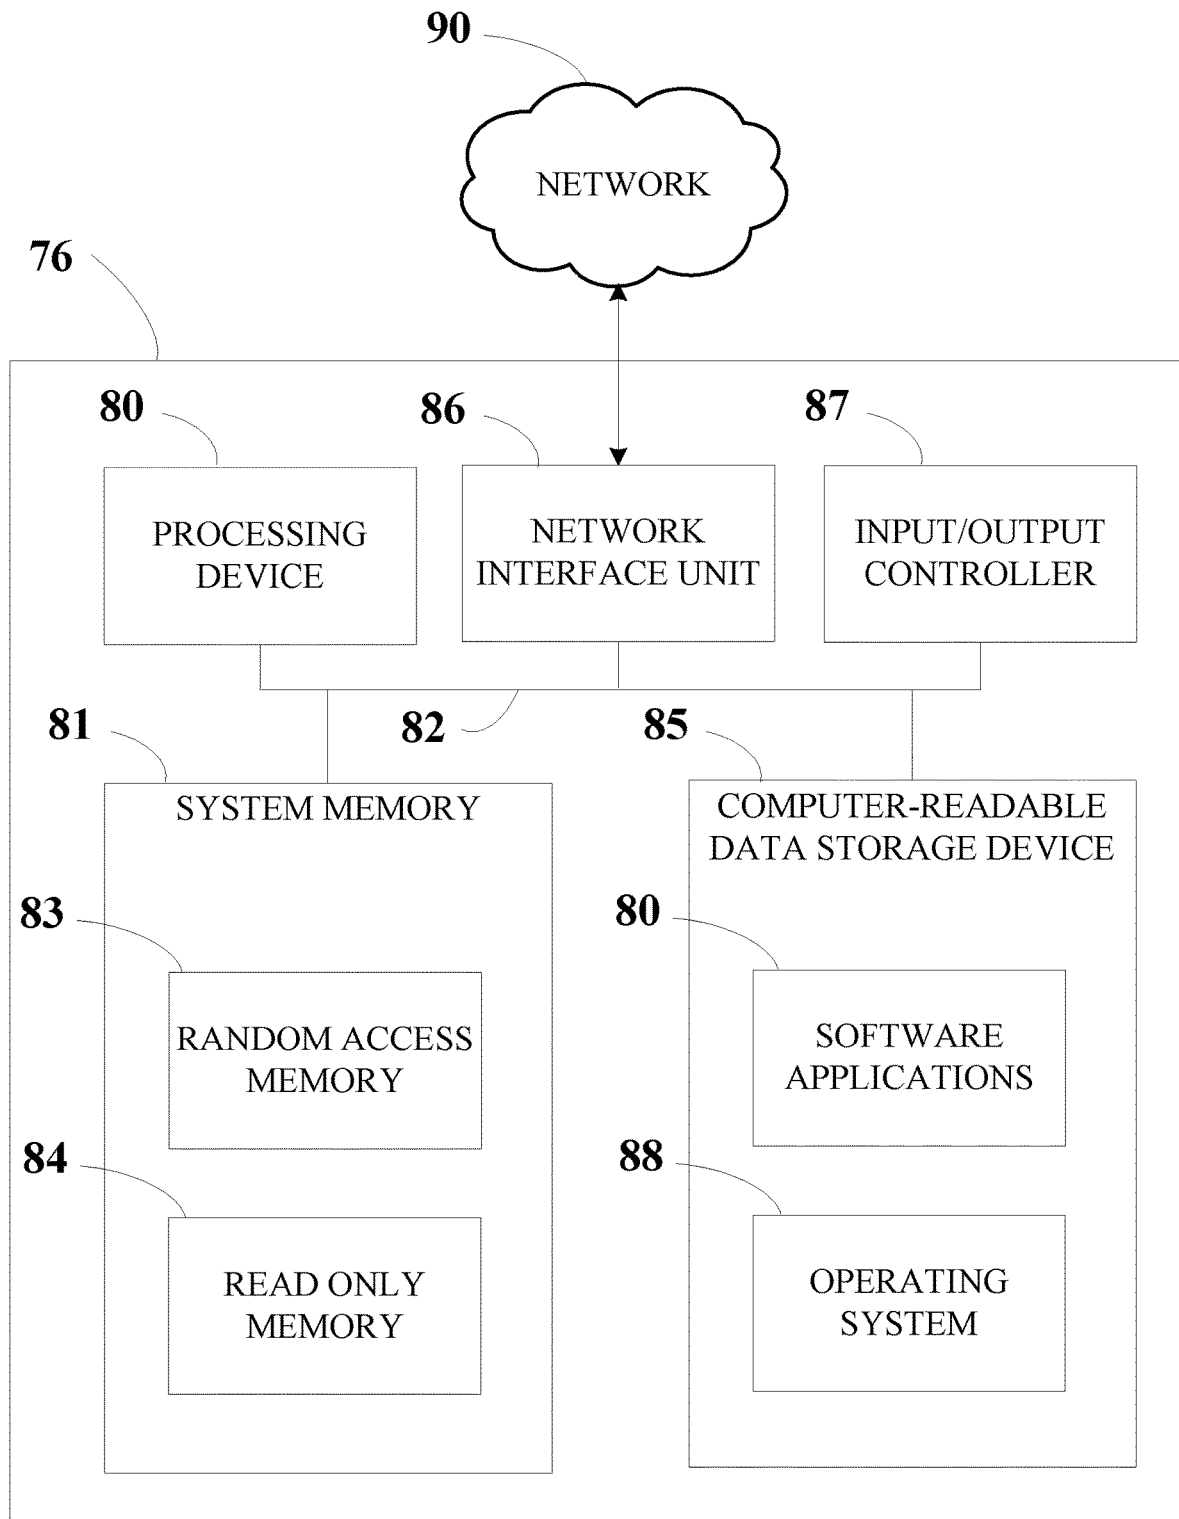 90
NETWORK
76
80
86
87
PROCESSING
DEVICE
NETWORK
INTERFACE UNIT
INPUT/OUTPUT
CONTROLLER
81
82
85
SYSTEM MEMORY
COMPUTER-READABLE
DATA STORAGE DEVICE
83
80
RANDOM ACCESS
MEMORY
SOFTWARE
APPLICATIONS
84
88
READ ONLY
MEMORY
OPERATING
SYSTEM